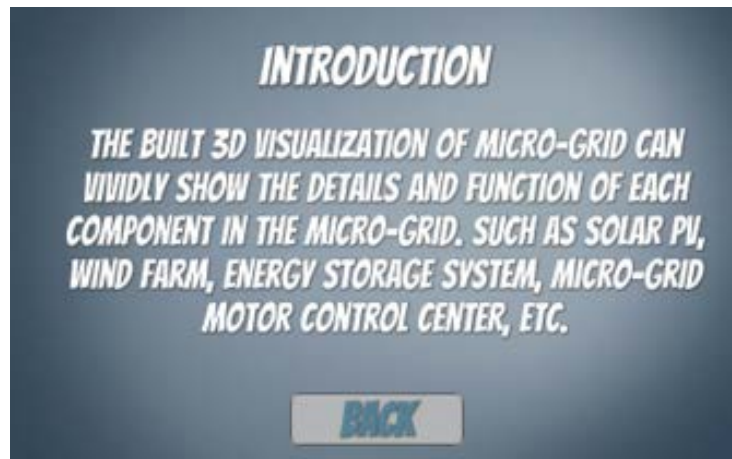 INTRODUCTION
THE BUILT 3D VISUALIZATION OF MICRO-GRID CAN
VIVIDLY SHOW THE DETAILS AND FUNCTION OF EACH
COMPONENT IN THE MICRO-GRID. SUCH AS SOLAR PV,
WIND FARM, ENERGY STORAGE SYSTEM, MICRO-GRID
MOTOR CONTROL CENTER, ETC.
BACK